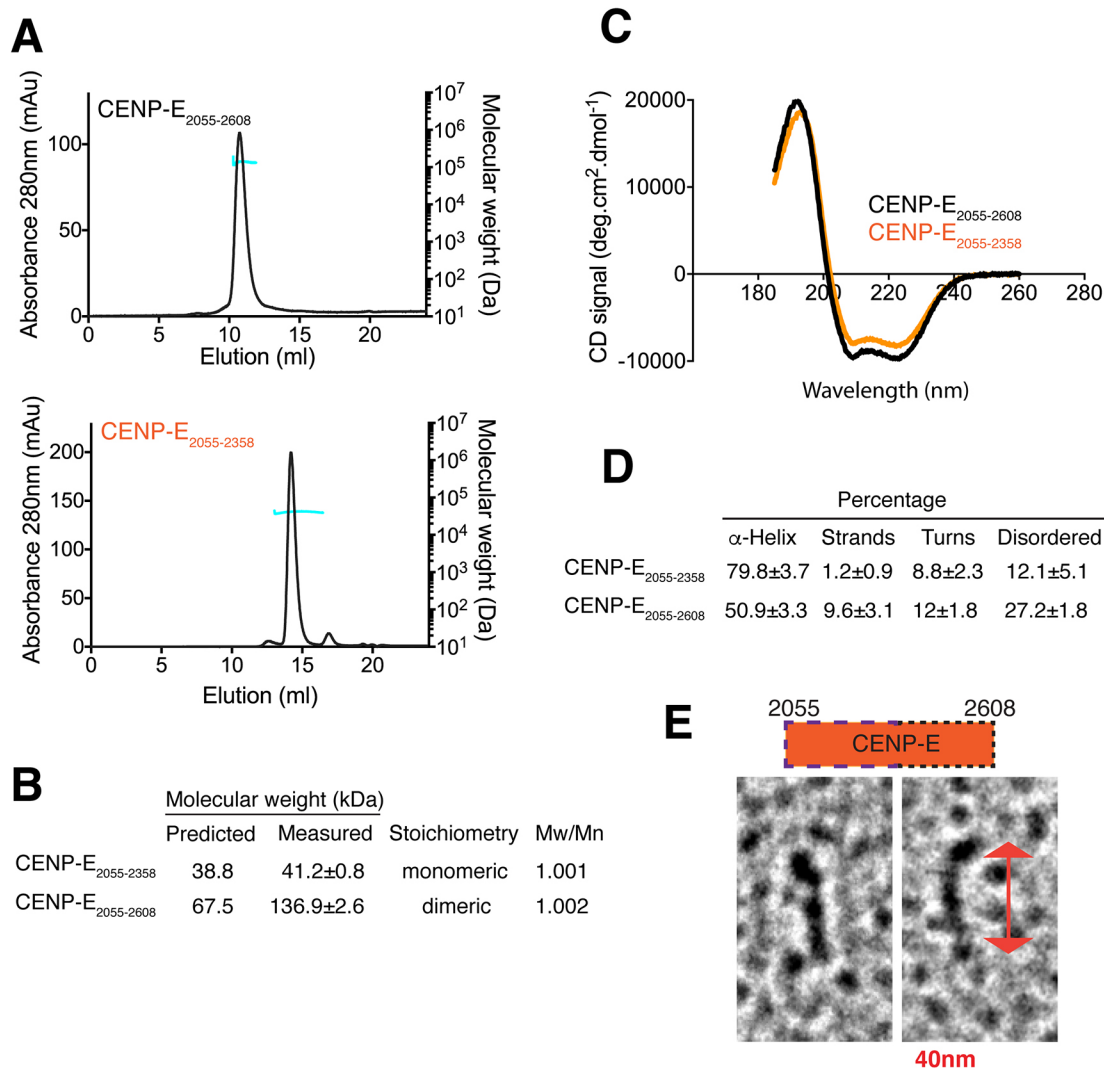 A
CENP-E2055-2608
Absorbance 280nm (mAu)
100
50
0
10^7
10^6
10^5
10^4
10^3
10^2
10^1
Molecular weight (Da)
0 5 10 15 20
Elution (ml)
CENP-E2055-2358
Absorbance 280nm (mAu)
200
150
100
50
0
10^7
10^6
10^5
10^4
10^3
10^2
10^1
Molecular weight (Da)
0 5 10 15 20
Elution (ml)
B
Molecular weight (kDa)
Predicted Measured Stoichiometry Mw/Mn
CENP-E2055-2358 38.8 41.2±0.8 monomeric 1.001
CENP-E2055-2608 67.5 136.9±2.6 dimeric 1.002
C
CD signal (deg.cm2.dmol-1)
20000
10000
0
-10000
CENP-E2055-2608
CENP-E2055-2358
180 200 220 240 260 280
Wavelength (nm)
D
Percentage
α-Helix Strands Turns Disordered
CENP-E2055-2358 79.8±3.7 1.2±0.9 8.8±2.3 12.1±5.1
CENP-E2055-2608 50.9±3.3 9.6±3.1 12±1.8 27.2±1.8
E
2055 2608
CENP-E
40nm